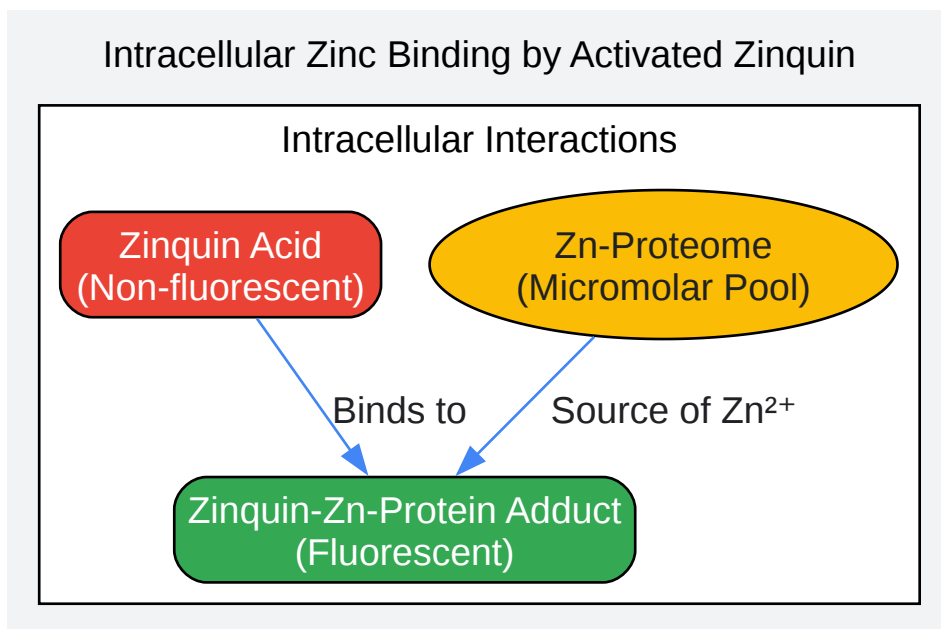 Intracellular Zinc Binding by Activated Zinquin
Intracellular Interactions
Zinquin Acid
(Non-fluorescent)
Zn-Proteome
(Micromolar Pool)
Binds to
Source of Zn²⁺
Zinquin-Zn-Protein Adduct
(Fluorescent)